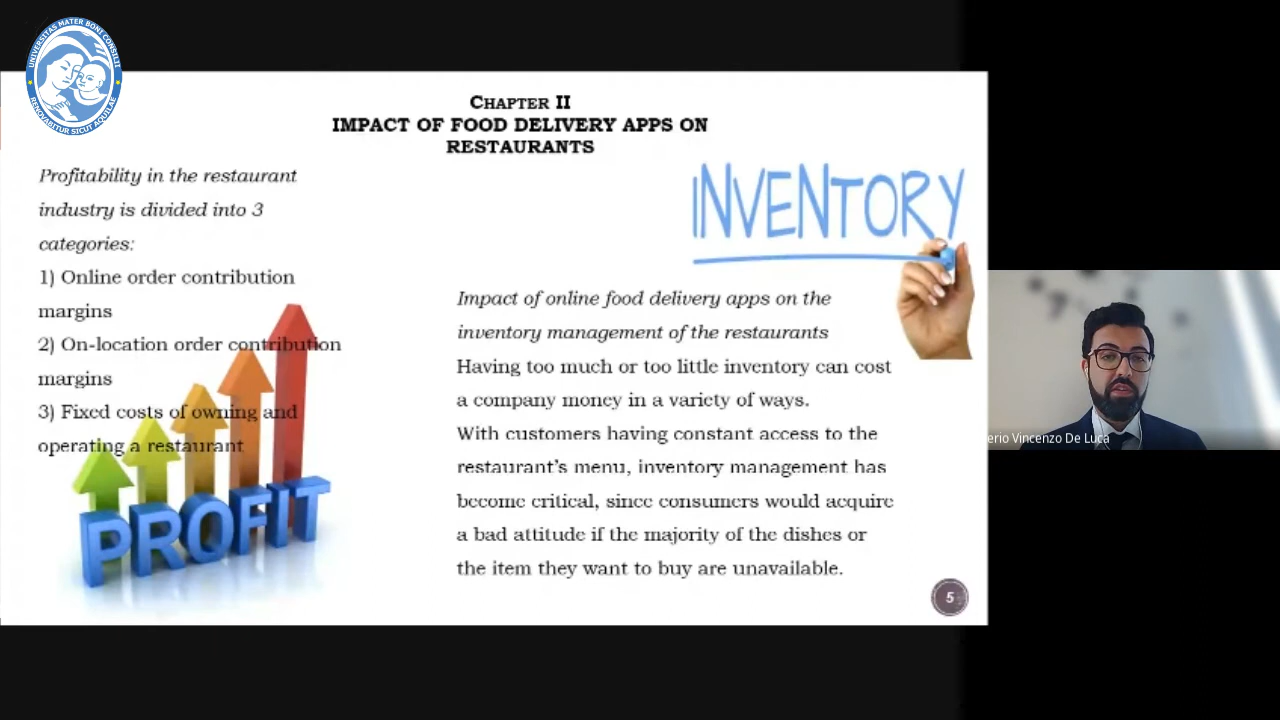 UNIVERSITAS MATER BONI CONSILII
RENOVABITUR SICUT AQUILAE
CHAPTER II
IMPACT OF FOOD DELIVERY APPS ON
RESTAURANTS
Profitability in the restaurant
industry is divided into 3
categories:
1) Online order contribution
margins
2) On-location order contribution
margins
3) Fixed costs of owning and
operating a restaurant
PROFIT
INVENTORY
Impact of online food delivery apps on the
inventory management of the restaurants
Having too much or too little inventory can cost
a company money in a variety of ways.
With customers having constant access to the
restaurant's menu, inventory management has
become critical, since consumers would acquire
a bad attitude if the majority of the dishes or
the item they want to buy are unavailable.
5
Vincenzo De Luca